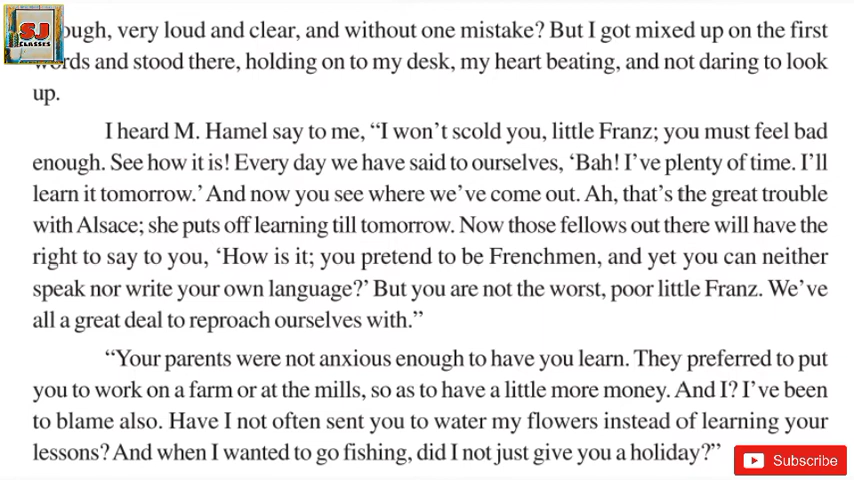 SJ
CLASSES
ough, very loud and clear, and without one mistake? But I got mixed up on the first
words and stood there, holding on to my desk, my heart beating, and not daring to look
up.
I heard M. Hamel say to me, “I won’t scold you, little Franz; you must feel bad
enough. See how it is! Every day we have said to ourselves, ‘Bah! I’ve plenty of time. I’ll
learn it tomorrow.’ And now you see where we’ve come out. Ah, that’s the great trouble
with Alsace; she puts off learning till tomorrow. Now those fellows out there will have the
right to say to you, ‘How is it; you pretend to be Frenchmen, and yet you can neither
speak nor write your own language?’ But you are not the worst, poor little Franz. We’ve
all a great deal to reproach ourselves with.”
“Your parents were not anxious enough to have you learn. They preferred to put
you to work on a farm or at the mills, so as to have a little more money. And I? I’ve been
to blame also. Have I not often sent you to water my flowers instead of learning your
lessons? And when I wanted to go fishing, did I not just give you a holiday?”
Subscribe